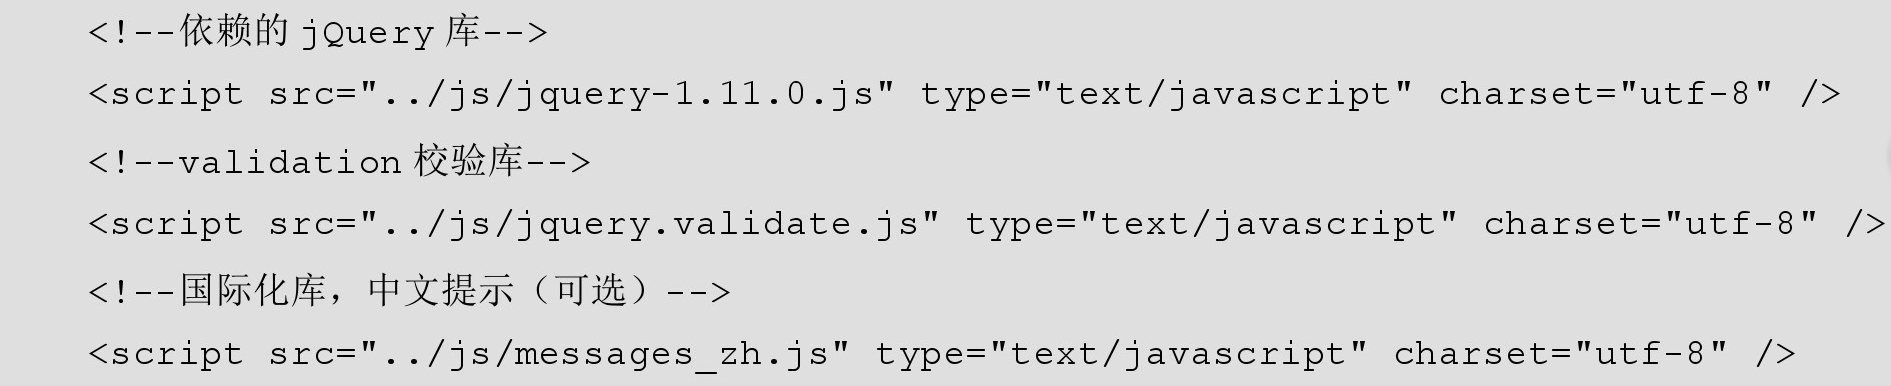 <!--依赖的 jQuery 库-->
<script src="../js/jquery-1.11.0.js" type="text/javascript" charset="utf-8" />
<!--validation 校验库-->
<script src="../js/jquery.validate.js" type="text/javascript" charset="utf-8" />
<!--国际化库，中文提示（可选）-->
<script src="../js/messages_zh.js" type="text/javascript" charset="utf-8" />